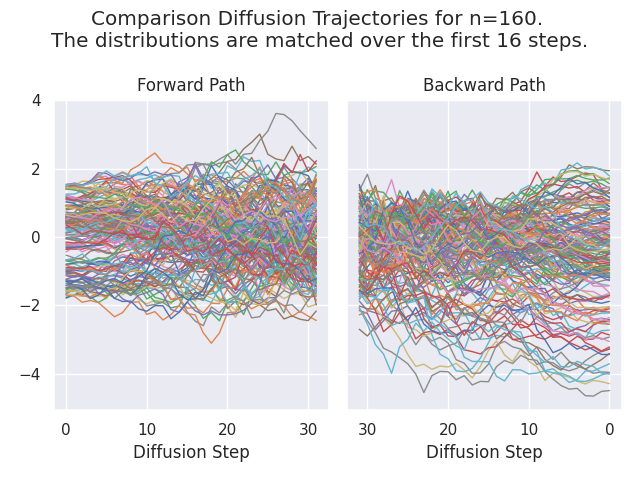 Comparison Diffusion Trajectories for n=160.
The distributions are matched over the first 16 steps.
Forward Path
Backward Path
4
2
0
−2
−4
0 10 20 30
30 20 10 0
Diffusion Step
Diffusion Step